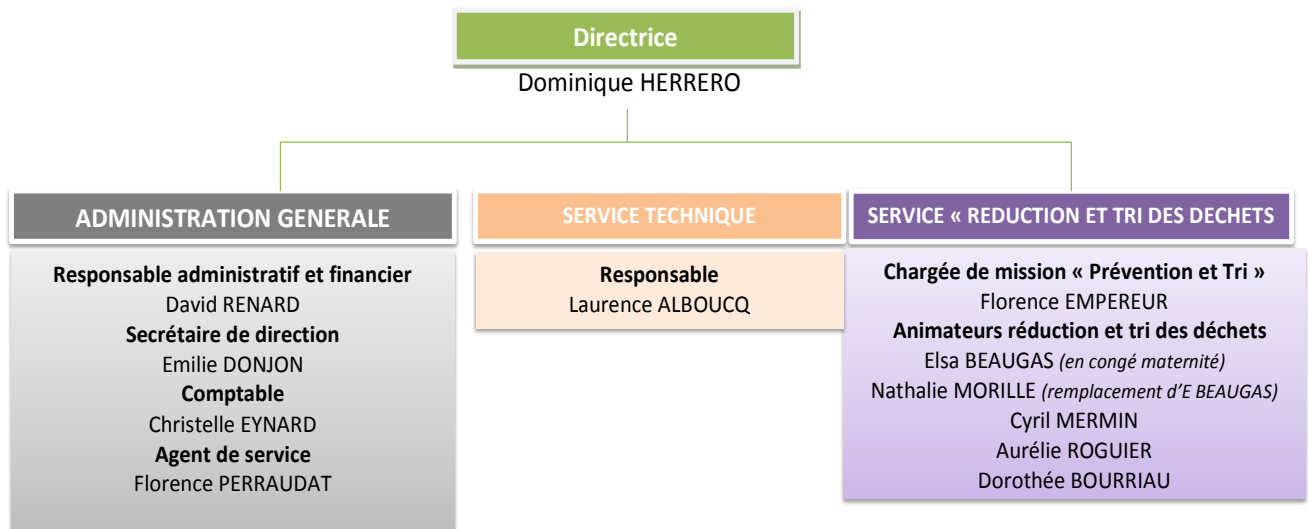 Directrice
Dominique HERRERO
ADMINISTRATION GENERALE
Responsable administratif et financier
David RENARD
Secrétaire de direction
Emilie DONJON
Comptable
Christelle EYNARD
Agent de service
Florence PERRAUDAT
SERVICE TECHNIQUE
Responsable
Laurence ALBOUCQ
SERVICE « REDUCTION ET TRI DES DECHETS
Chargée de mission « Prévention et Tri »
Florence EMPEREUR
Animateurs réduction et tri des déchets
Elsa BEAUGAS (en congé maternité)
Nathalie MORILLE (remplacement d’E BEAUGAS)
Cyril MERMIN
Aurélie ROGUIER
Dorothée BOURRIAU